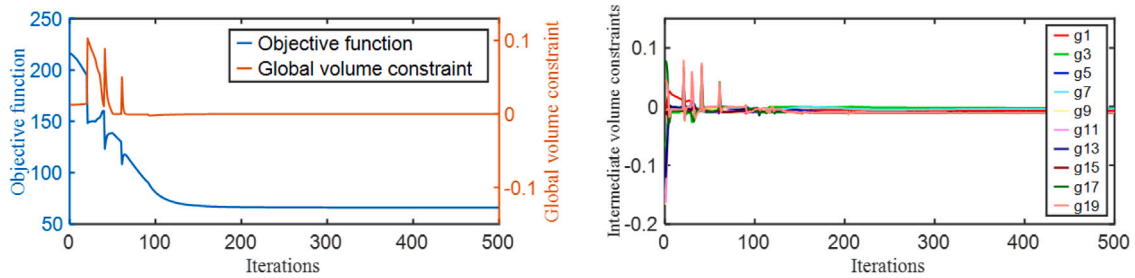 250
200
150
100
50
Objective function
0
100
200
300
400
500
Iterations
0.1
0
-0.1
Global volume constraint
Objective function
Global volume constraint
0.1
0
-0.1
-0.2
Intermediate volume constraints
0
100
200
300
400
500
Iterations
g1
g3
g5
g7
g9
g11
g13
g15
g17
g19